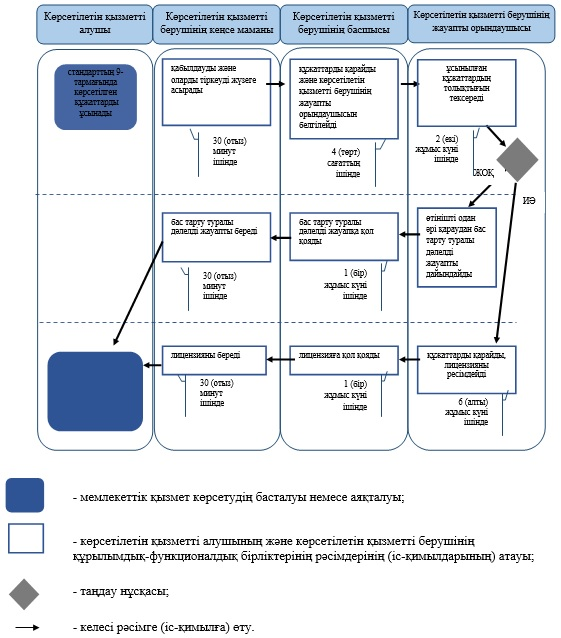 Көрсетілетін қызметті
алушы
Көрсетілетін қызметті
берушінің кеңсе маманы
Көрсетілетін қызметті
берушінің басшысы
Көрсетілетін қызметті берушінің
жауапты орындаушысы
стандарттың 9-
тармағында
көрсетілген
құжаттарды
ұсынады
қабылдауды және
оларды тіркеуді жүзеге
асырады
30 (отыз)
минут
ішінде
құжаттарды қарайды
және көрсетілетін
қызметті берушінің
жауапты
орындаушысын
белгілейді
4 (төрт)
сағаттың
ішінде
ұсынылған
құжаттардың
толықтығын
тексереді
2 (екі)
жұмыс күні
ішінде
ЖОҚ
ИӘ
бас тарту туралы
дәлелді жауапты береді
30 (отыз)
минут
ішінде
бас тарту туралы
дәлелді жауапқа қол
қояды
1 (бір)
жұмыс күні
ішінде
өтінішті одан
әрі қараудан бас
тарту туралы
дәлелді
жауапты
дайындайды
лицензияны береді
30 (отыз)
минут
ішінде
лицензияға қол қояды
1 (бір)
жұмыс күні
ішінде
құжаттарды қарайды,
лицензияны
ресімдейді
6 (алты)
жұмыс күні
ішінде
- мемлекеттік қызмет көрсетудің басталуы немесе аяқталуы;
- көрсетілетін қызметті алушының және көрсетілетін қызметті берушінің
құрылымдық-функционалдық бірліктерінің рәсімдерінің (іс-қимылдарының) атауы;
- таңдау нұсқасы;
- келесі рәсімге (іс-қимылға) өту.